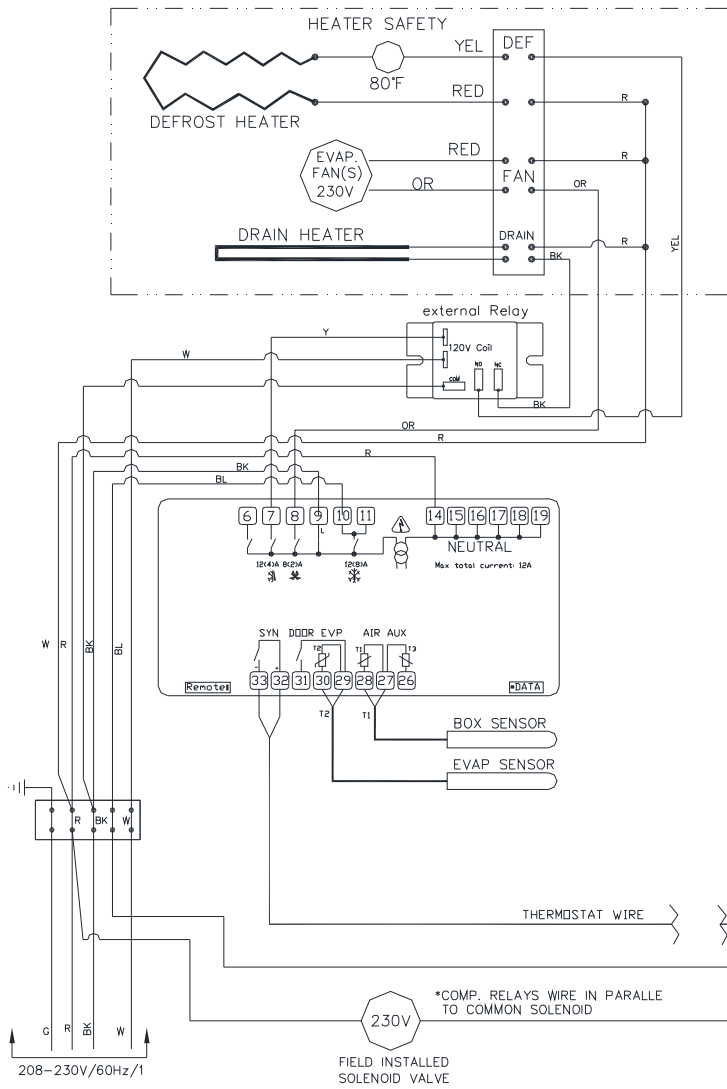 HEATER SAFETY
YEL
DEF
80°F
RED
R
DEFROST HEATER
RED
R
EVAP.
FAN(S)
230V
FAN
OR
OR
DRAIN HEATER
DRAIN
R
YEL
BK
external Relay
Y
120V Coil
W
NO
NC
COM
BK
OR
R
R
BK
BL
6 7 8 9 10 11 14 15 16 17 18 19
L
NEUTRAL
12(4)A 8(2)A 12(8)A
Max total current: 12A
W R BK BL
SYN DOOR EVP AIR AUX
T2 T1 T3
- +
33 32 31 30 29 28 27 26
Remote
*DATA
T2 T1
BOX SENSOR
EVAP SENSOR
R BK W
THERMOSTAT WIRE
*COMP. RELAYS WIRE IN PARALLE
TO COMMON SOLENOID
230V
G R BK W
208-230V/60Hz/1
FIELD INSTALLED
SOLENOID VALVE